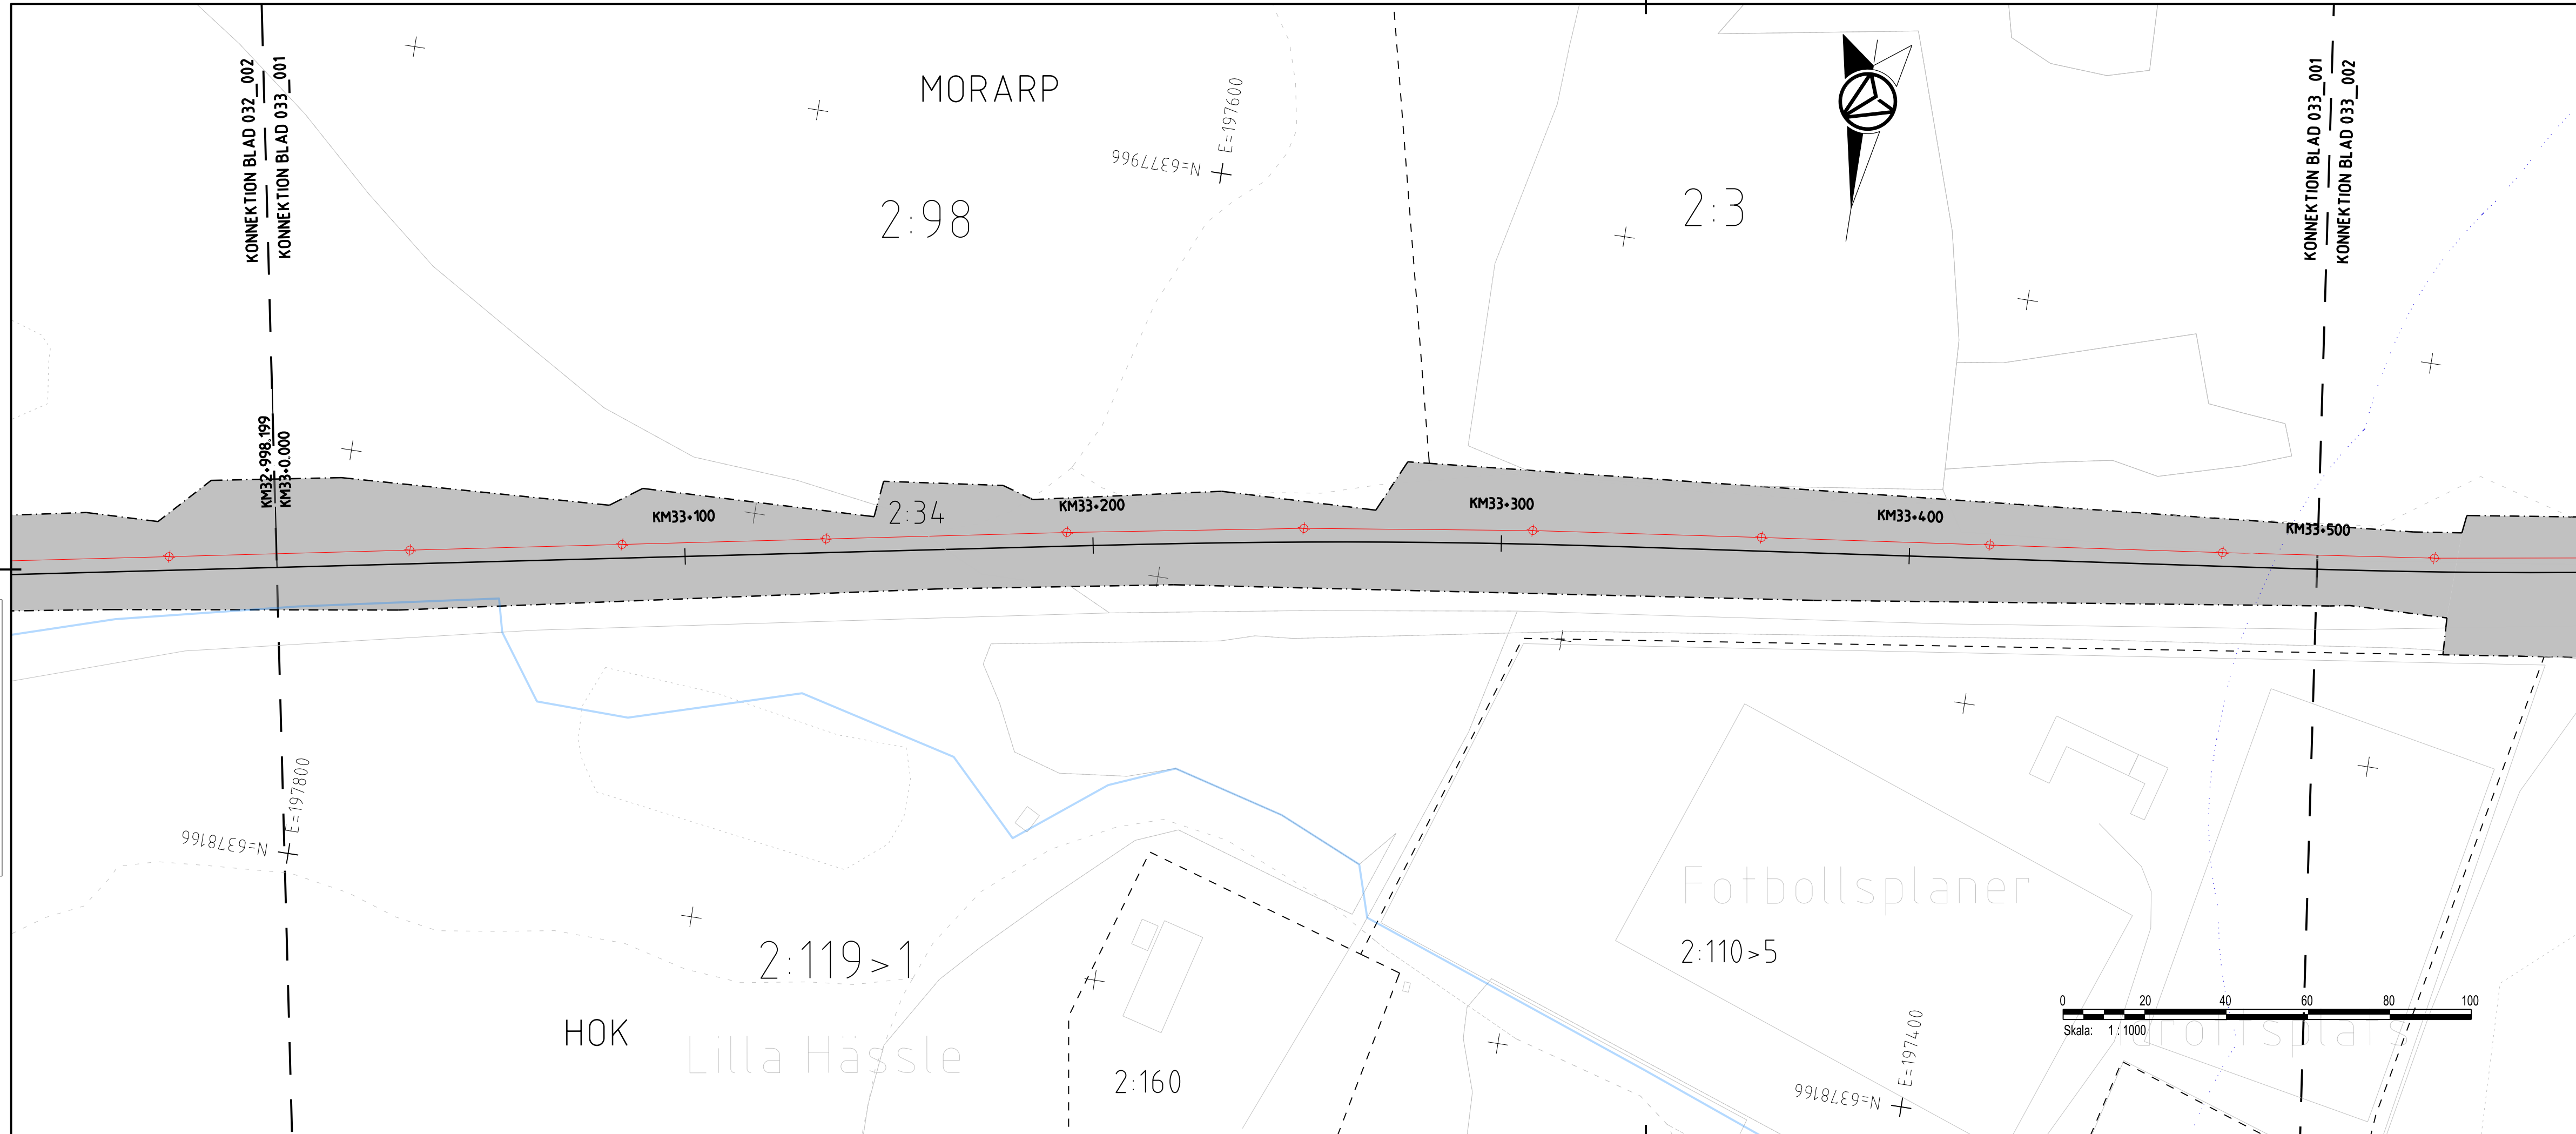 KONNEKTION BLAD 032_002
KONNEKTION BLAD 033_001
MORARP
N=6377966
E=197600
2:98
2:3
KONNEKTION BLAD 033_001
KONNEKTION BLAD 033_002
KM32+998.199
KM33+0.000
KM33+100
2:34
KM33+200
KM33+300
KM33+400
KM33+500
N=6378166
E=197800
Fotbollsplaner
2:119>1
2:110>5
HOK
Lilla Hässle
2:160
N=6378166
E=197400
0 20 40 60 80 100
Skala: 1 : 1000
Idrottsplats